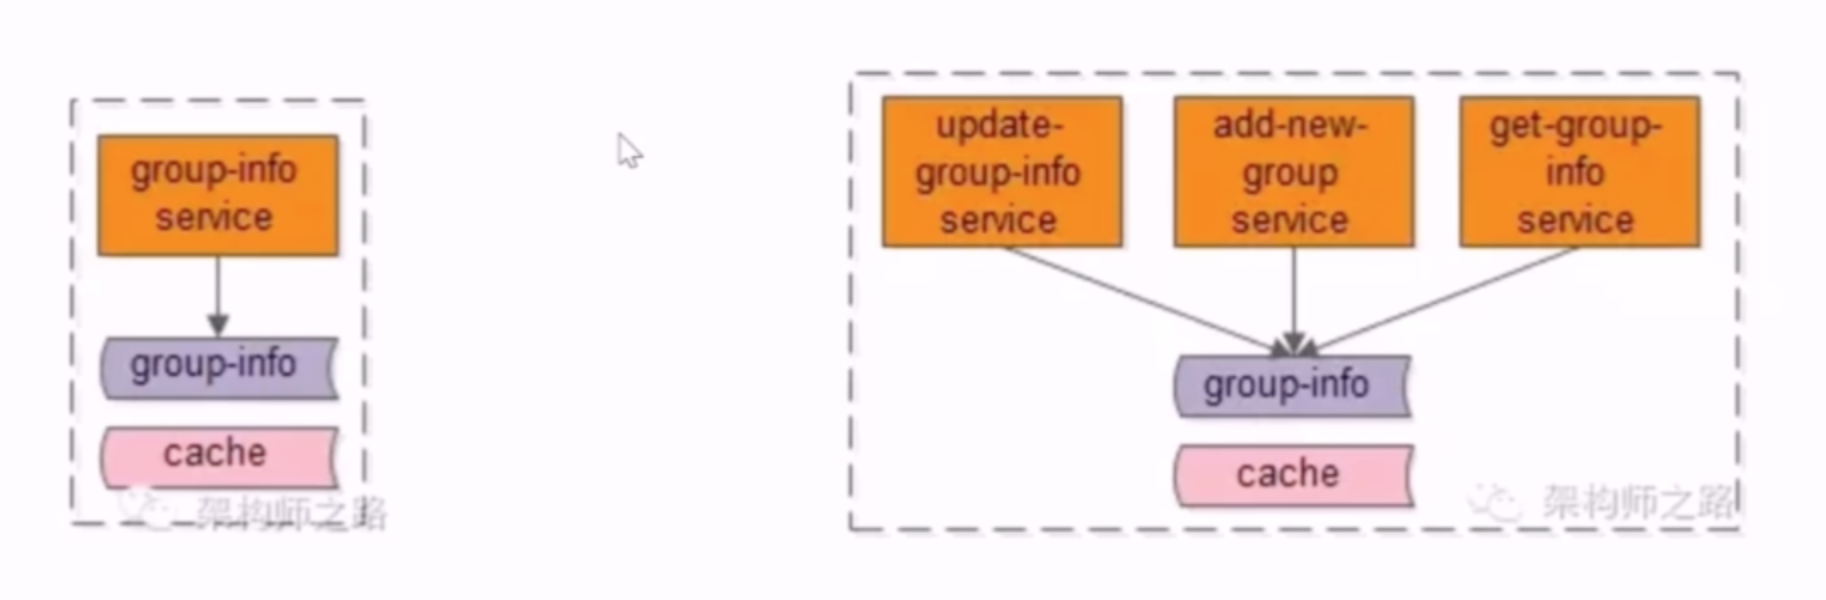 group-info
service
group-info
cache
架构师之路
update-
group-info
service
add-new-
group
service
get-group-
info
service
group-info
cache
架构师之路